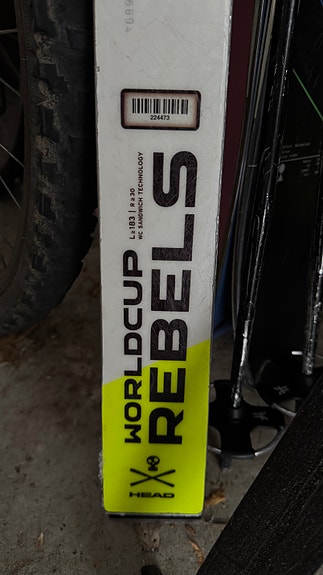 224473
L≥183 | R≥30
WC SANDWICH TECHNOLOGY
WORLDCUP
REBELS
HEAD